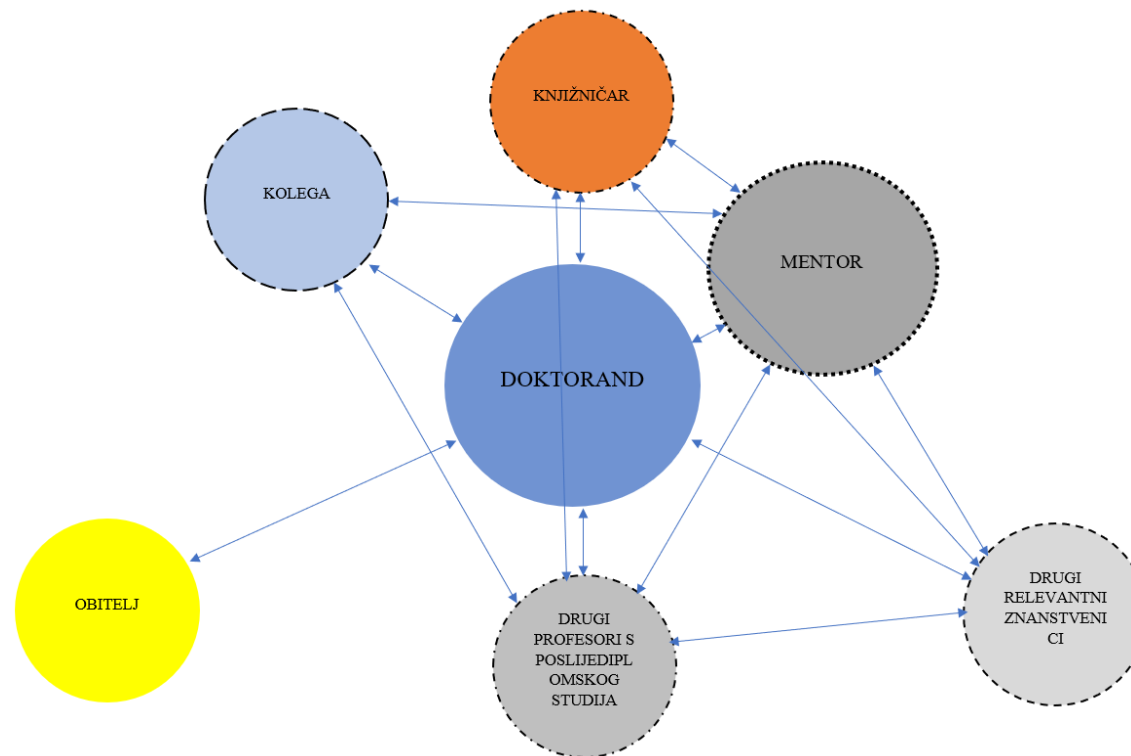 KNJIŽNIČAR
KOLEGA
MENTOR
DOKTORAND
OBITELJ
DRUGI
PROFESORI S
POSLIJEDIPL
OMSKOG
STUDIJA
DRUGI
RELEVANTNI
ZNANSTVENI
CI